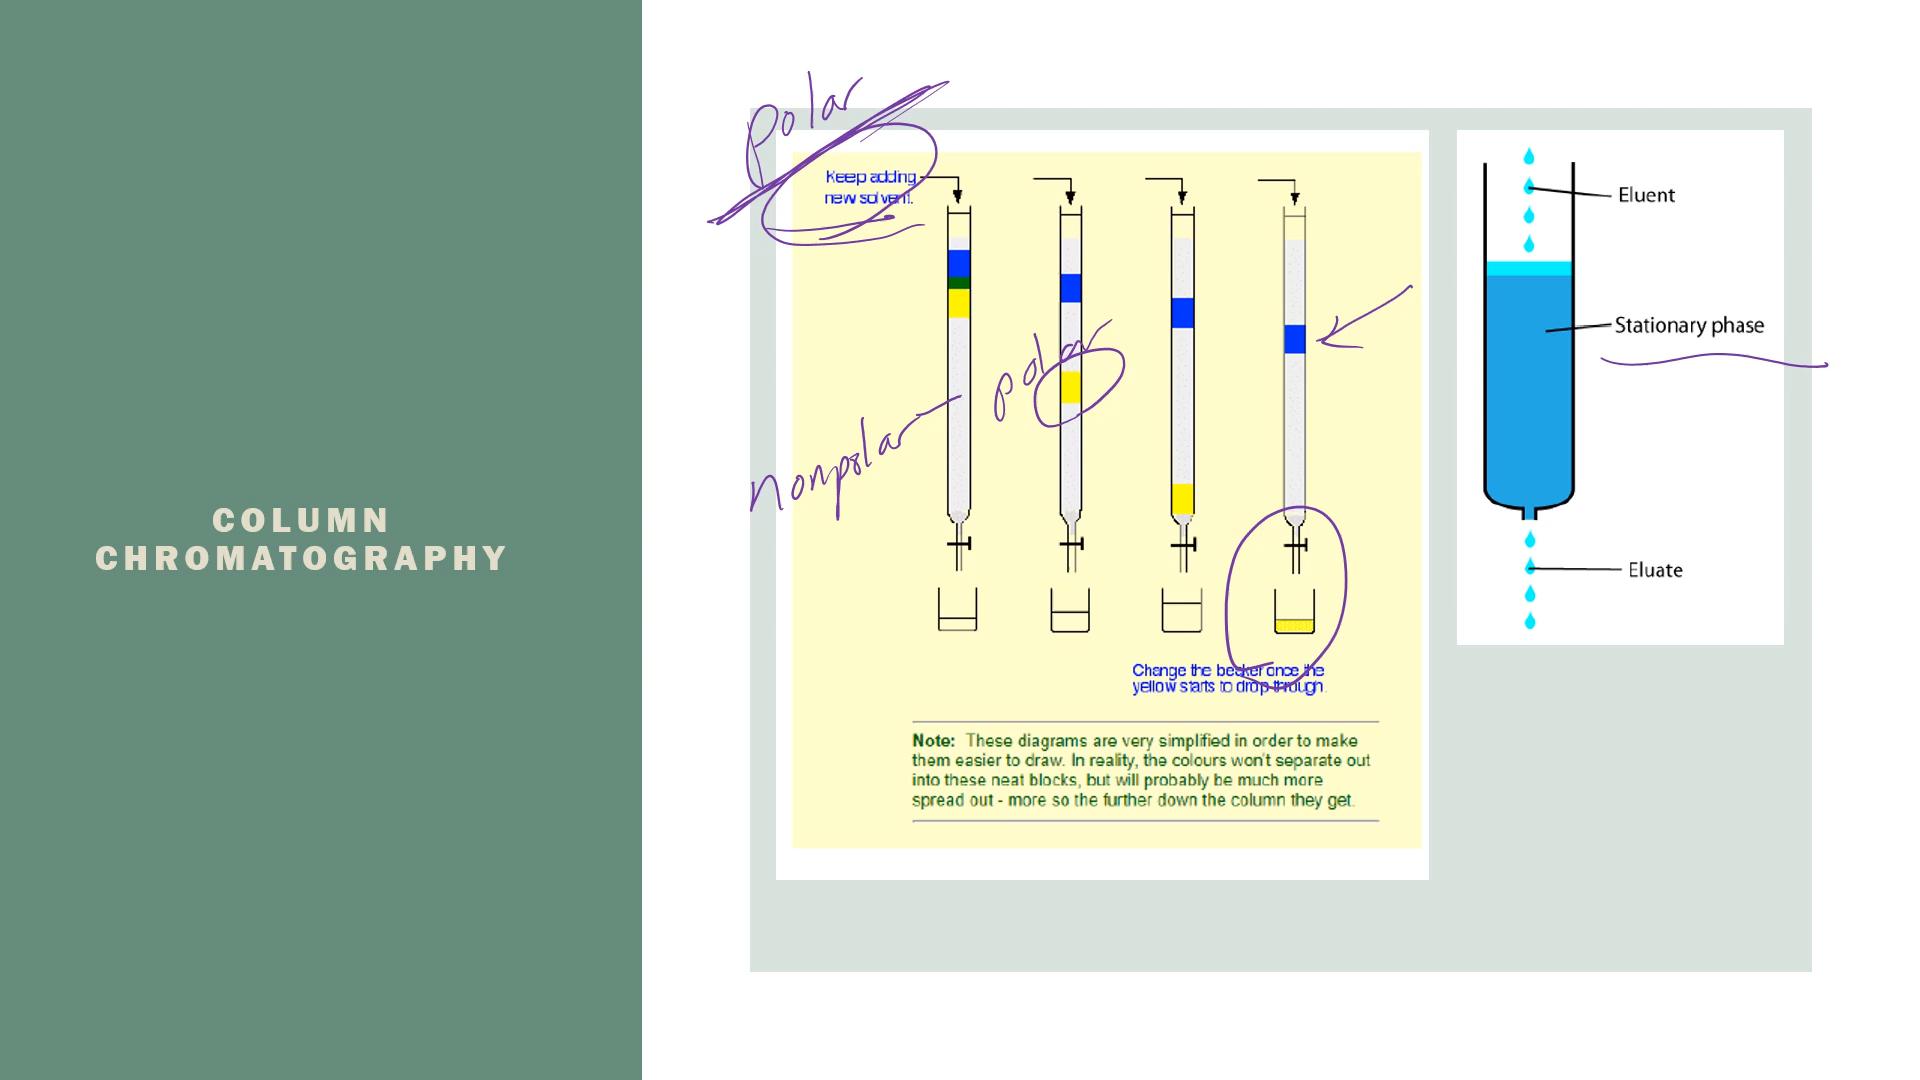 COLUMN
CHROMATOGRAPHY
polar
Keep adding
new solvent.
nonpolar
polar
Change the beaker once the
yellow starts to drop through.
Note: These diagrams are very simplified in order to make
them easier to draw. In reality, the colours won't separate out
into these neat blocks, but will probably be much more
spread out - more so the further down the column they get.
Eluent
Stationary phase
Eluate